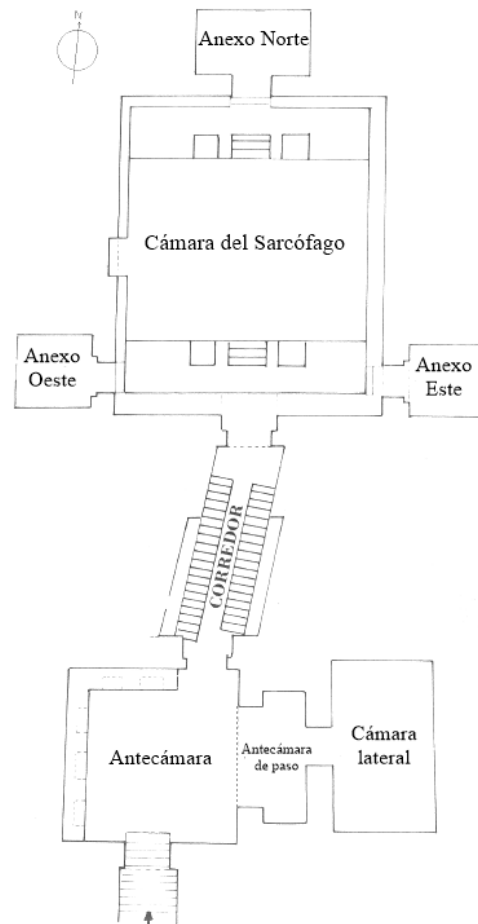 N
Anexo Norte
Cámara del Sarcófago
Anexo
Oeste
Anexo
Este
CORREDOR
Antecámara
Antecámara
de paso
Cámara
lateral